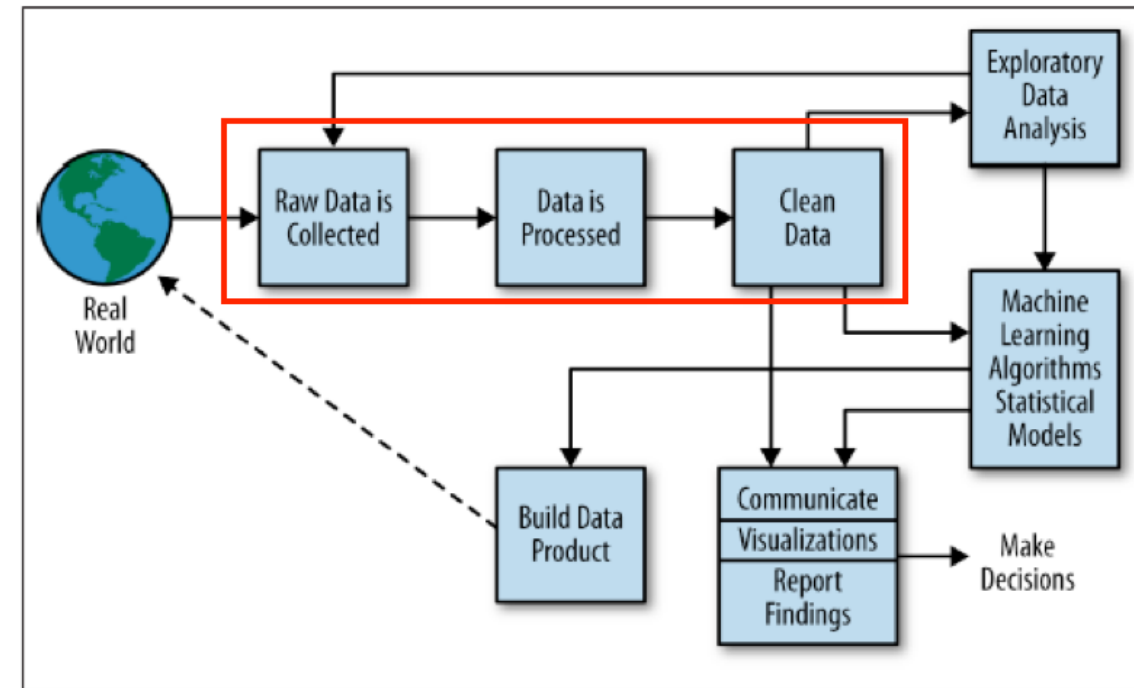 Real
World
Raw Data is
Collected
Data is
Processed
Clean
Data
Exploratory
Data
Analysis
Machine
Learning
Algorithms
Statistical
Models
Build Data
Product
Communicate
Visualizations
Report
Findings
Make
Decisions